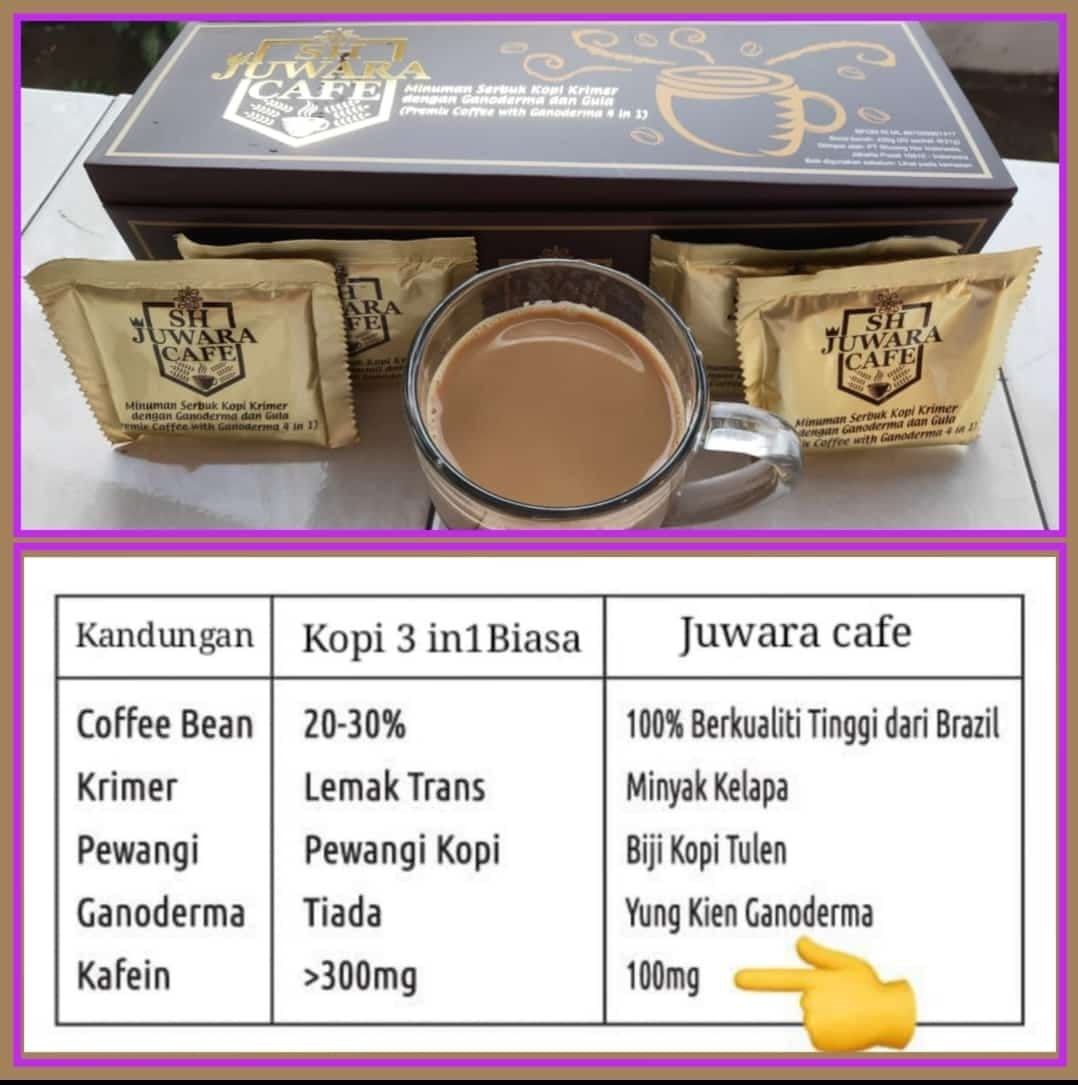 SH
JUWARA
CAFE
Minuman Serbuk Kopi Krimer
dengan Ganoderma dan Gula
(Premix Coffee with Ganoderma 4 in 1)
SH
JUWARA
CAFE
Minuman Serbuk Kopi Krimer
dengan Ganoderma dan Gula
Coffee with Ganoderma 4 in 1)
SH
JUWARA
CAFE
Minuman Serbuk Kopi Krimer
dengan Ganoderma dan Gula
Coffee with Ganoderma 4 in 1)
Kandungan Kopi 3 in1Biasa Juwara cafe
Coffee Bean 20-30% 100% Berkualiti Tinggi dari Brazil
Krimer Lemak Trans Minyak Kelapa
Pewangi Pewangi Kopi Biji Kopi Tulen
Ganoderma Tiada Yung Kien Ganoderma
Kafein >300mg 100mg